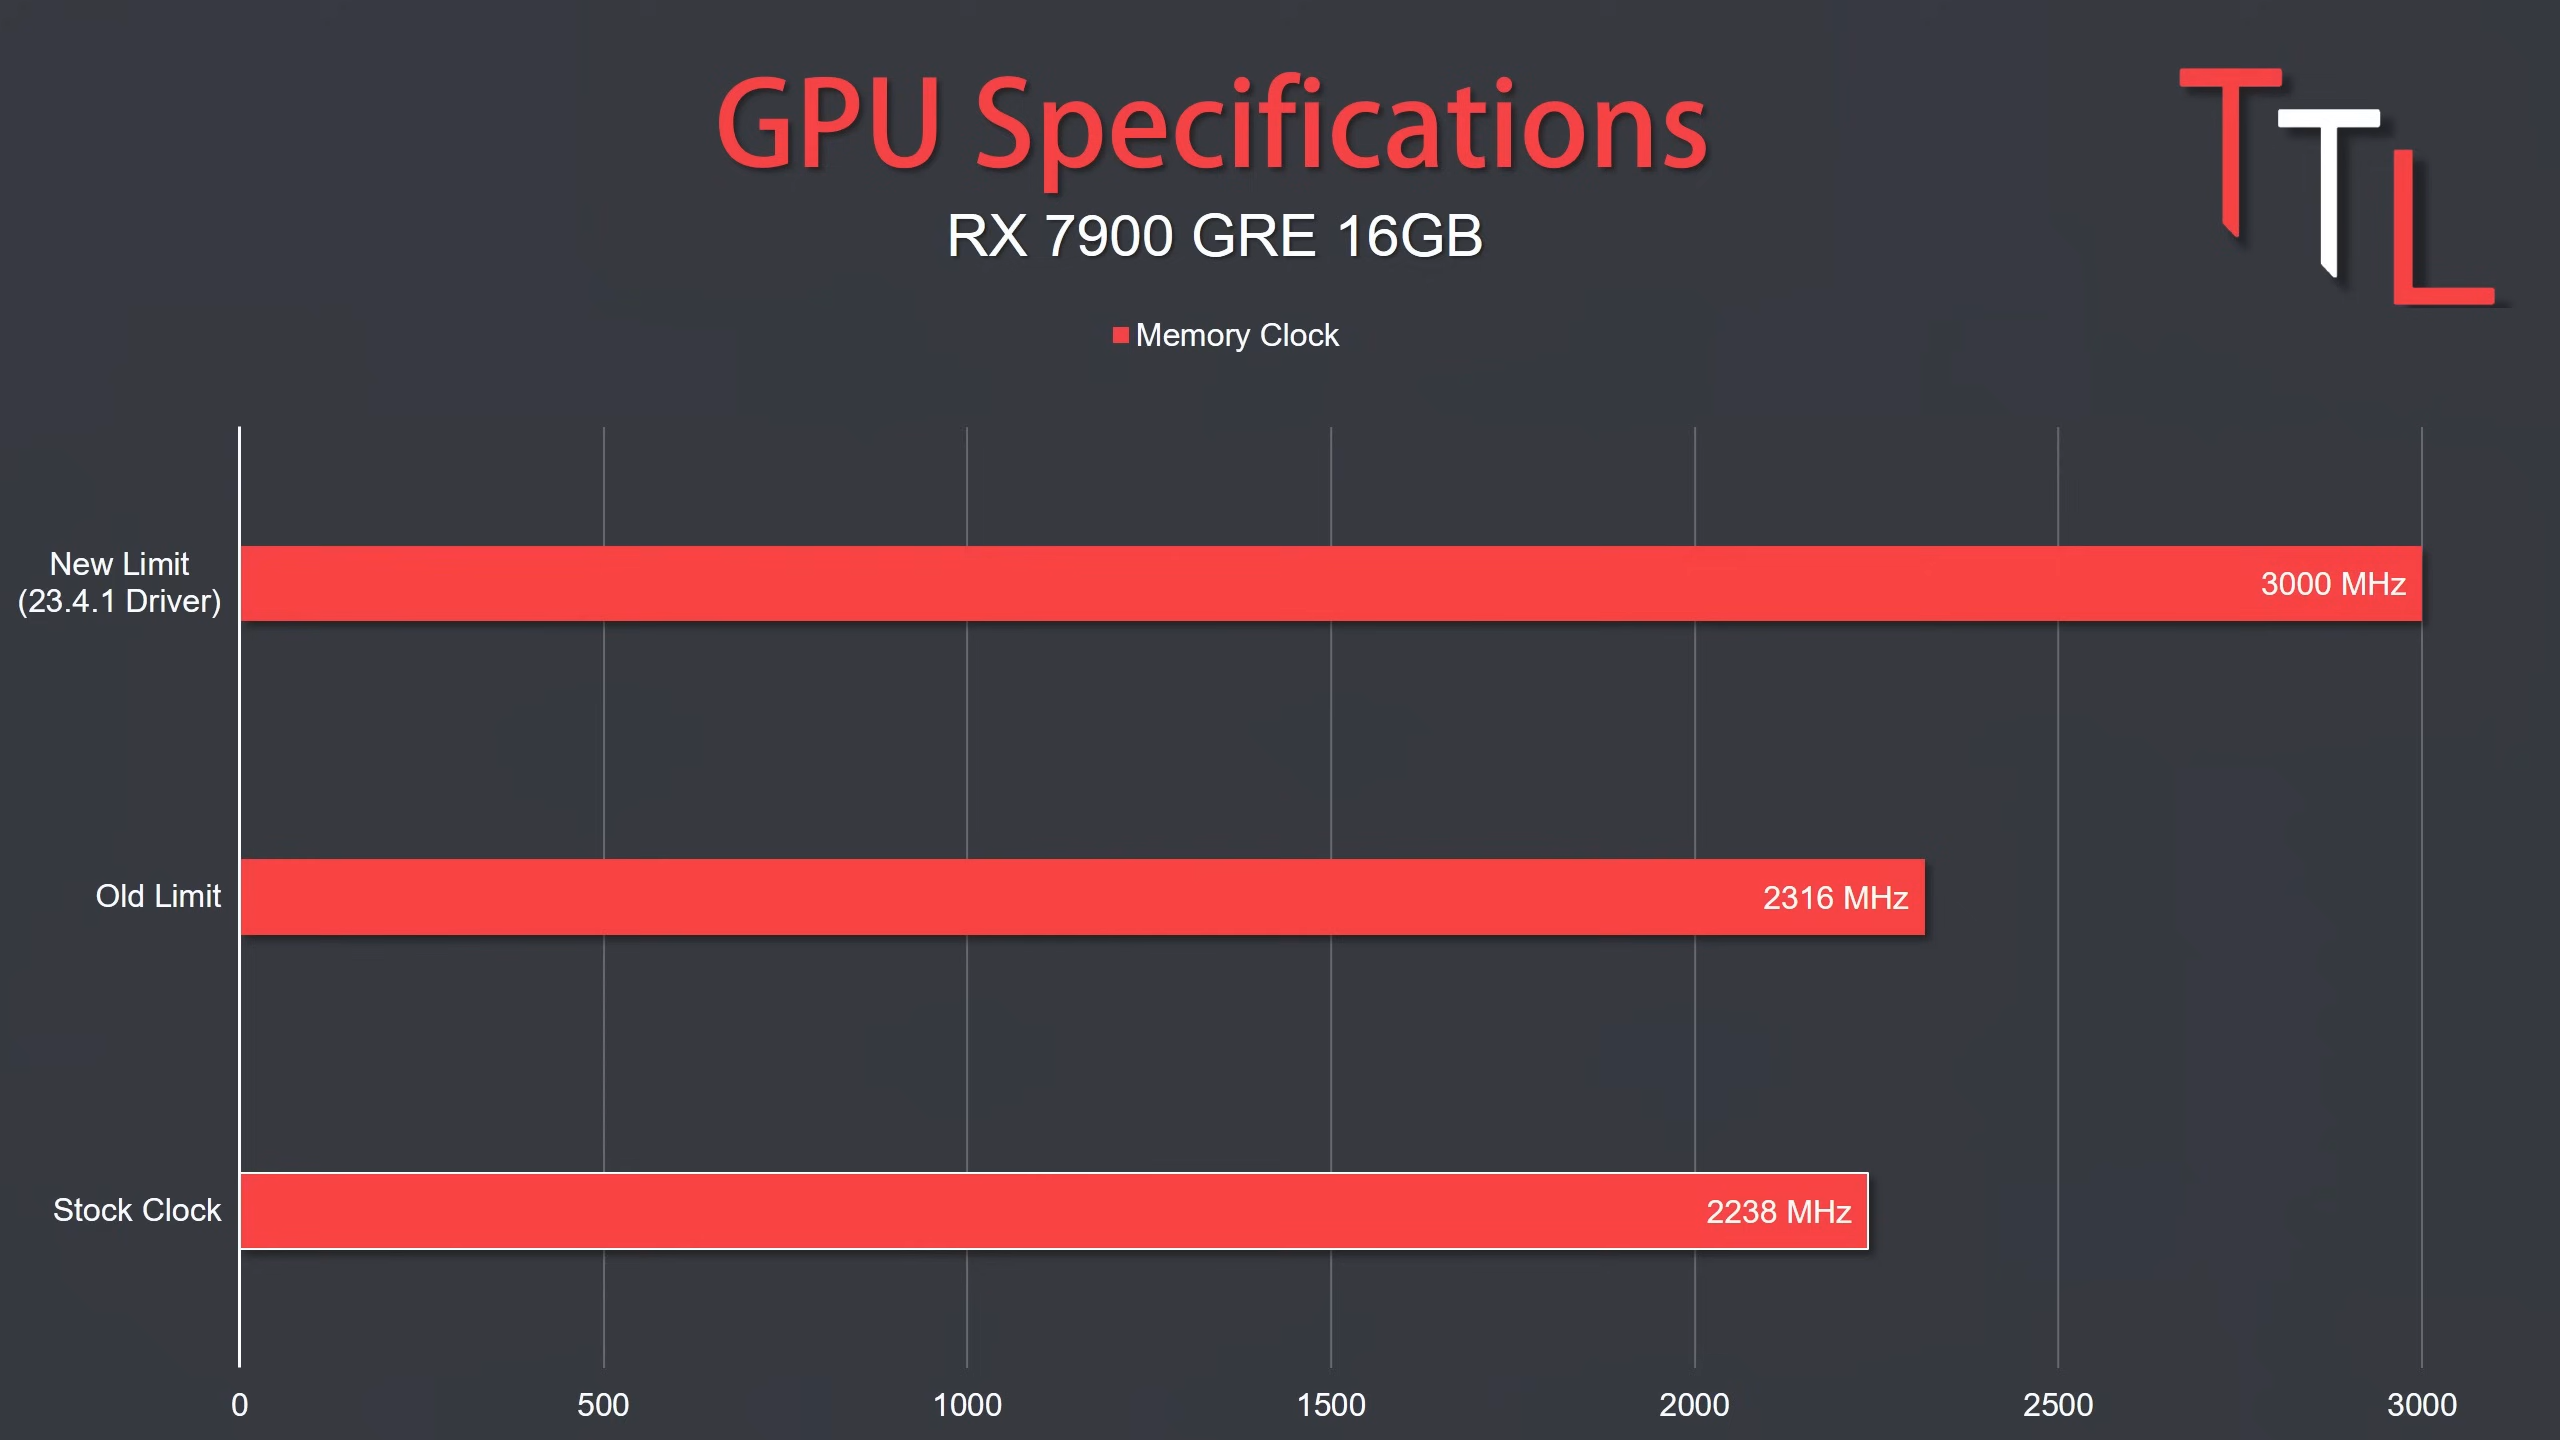 GPU Specifications
TTL
RX 7900 GRE 16GB
Memory Clock
New Limit
(23.4.1 Driver)
3000 MHz
Old Limit
2316 MHz
Stock Clock
2238 MHz
0 500 1000 1500 2000 2500 3000